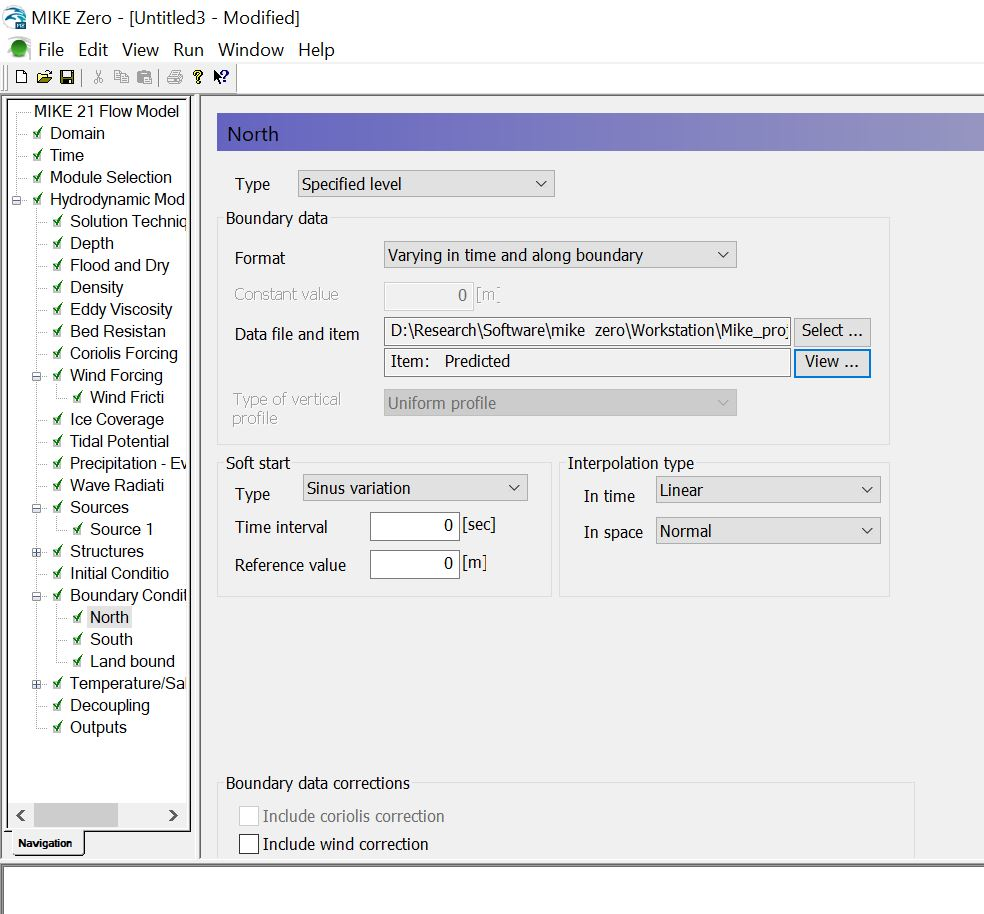 MIKE Zero - [Untitled3 - Modified]
File Edit View Run Window Help
MIKE 21 Flow Model
Domain
Time
Module Selection
Hydrodynamic Mod
Solution Techniq
Depth
Flood and Dry
Density
Eddy Viscosity
Bed Resistan
Coriolis Forcing
Wind Forcing
Wind Fricti
Ice Coverage
Tidal Potential
Precipitation - Ev
Wave Radiati
Sources
Source 1
Structures
Initial Conditio
Boundary Condit
North
South
Land bound
Temperature/Sal
Decoupling
Outputs
Navigation
North
Type Specified level
Boundary data
Format Varying in time and along boundary
Constant value 0 [m]
Data file and item D:\Research\Software\mike zero\Workstation\Mike_proj Select ...
Item: Predicted View ...
Type of vertical
profile
Uniform profile
Soft start
Type Sinus variation
Time interval 0 [sec]
Reference value 0 [m]
Interpolation type
In time Linear
In space Normal
Boundary data corrections
Include coriolis correction
Include wind correction